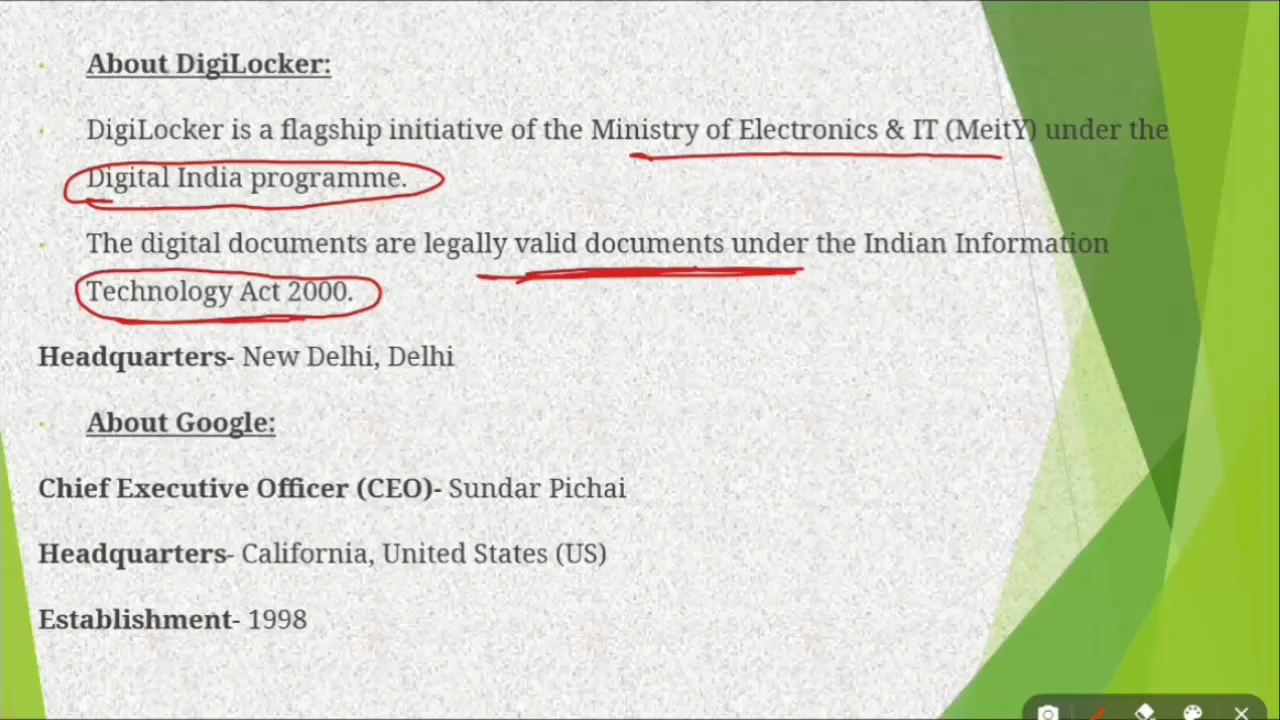 About DigiLocker:
DigiLocker is a flagship initiative of the Ministry of Electronics & IT (MeitY) under the
Digital India programme.
The digital documents are legally valid documents under the Indian Information
Technology Act 2000.
Headquarters- New Delhi, Delhi
About Google:
Chief Executive Officer (CEO)- Sundar Pichai
Headquarters- California, United States (US)
Establishment- 1998